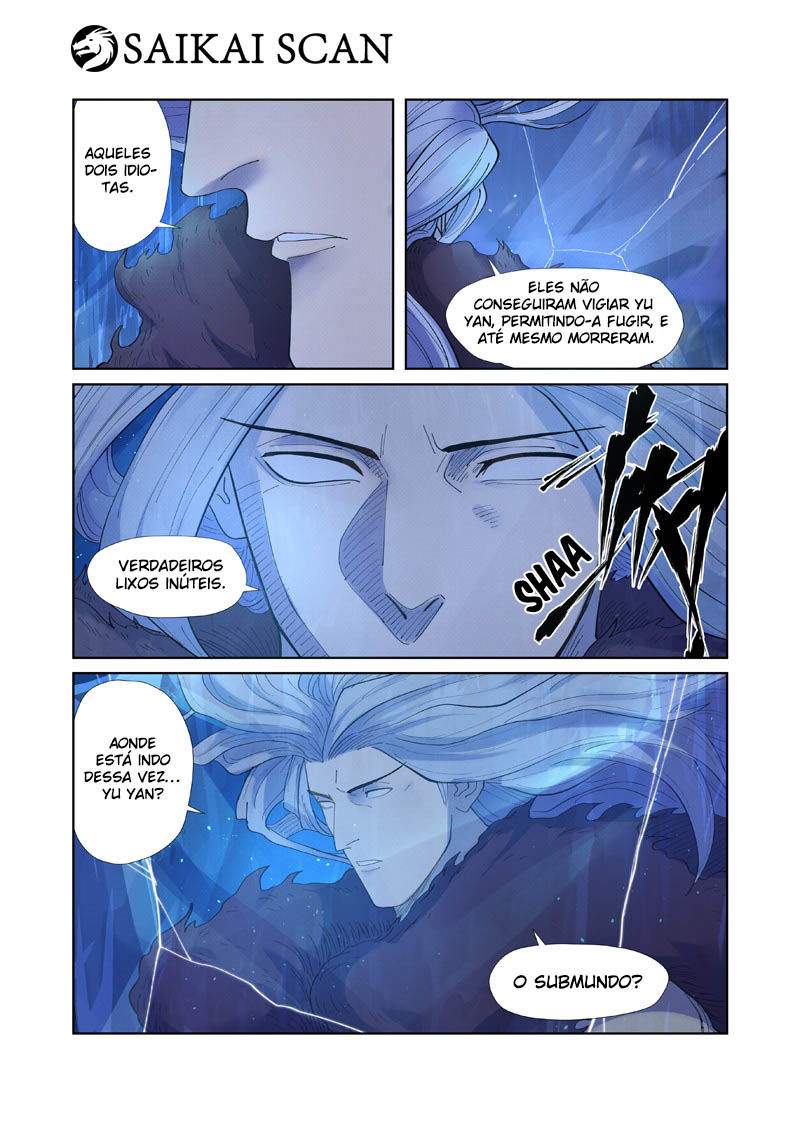 SAIKAI SCAN
AQUELES
DOIS IDIO-
TAS.
ELES NÃO
CONSEGUIRAM VIGIAR YU
YAN, PERMITINDO-A FUGIR, E
ATÉ MESMO MORRERAM.
VERDADEIROS
LIXOS INÚTEIS.
SHAA
AONDE
ESTÁ INDO
DESSA VEZ...
YU YAN?
O SUBMUNDO?